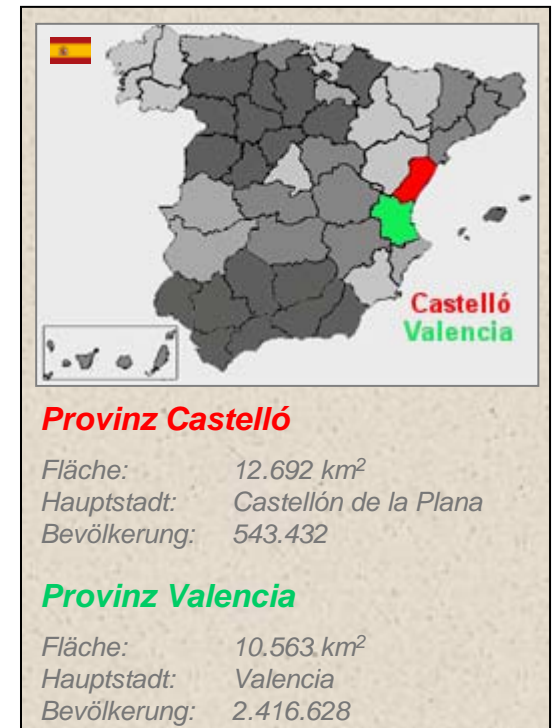 Castelló
Valencia
Provinz Castelló
Fläche: 12.692 km²
Hauptstadt: Castellón de la Plana
Bevölkerung: 543.432
Provinz Valencia
Fläche: 10.563 km²
Hauptstadt: Valencia
Bevölkerung: 2.416.628